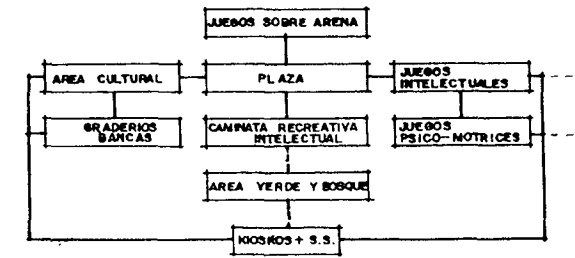 JUEGOS SOBRE ARENA
AREA CULTURAL
PLAZA
JUEGOS
INTELECTUALES
GRADERIOS
BANCAS
CAMINATA RECREATIVA
INTELECTUAL
JUEGOS
PSICO-MOTRICES
AREA VERDE Y BOSQUE
KIOSKOS + S.S.